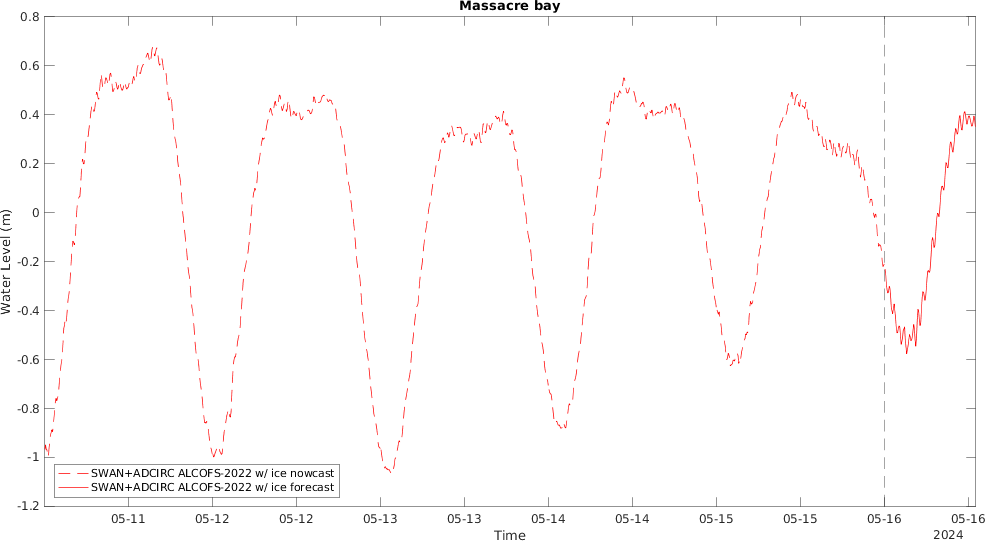 Massacre bay
0.8
0.6
0.4
0.2
0
-0.2
-0.4
-0.6
-0.8
-1
-1.2
Water Level (m)
SWAN+ADCIRC ALCOFS-2022 w/ ice nowcast
SWAN+ADCIRC ALCOFS-2022 w/ ice forecast
05-11 05-12 05-12 05-13 05-13 05-14 05-14 05-15 05-15 05-16 05-16
Time
2024